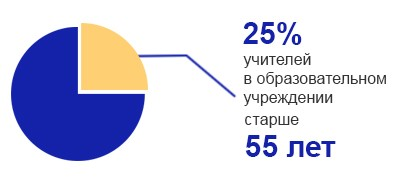 25%
учителей
в образовательном
учреждении
старше
55 лет